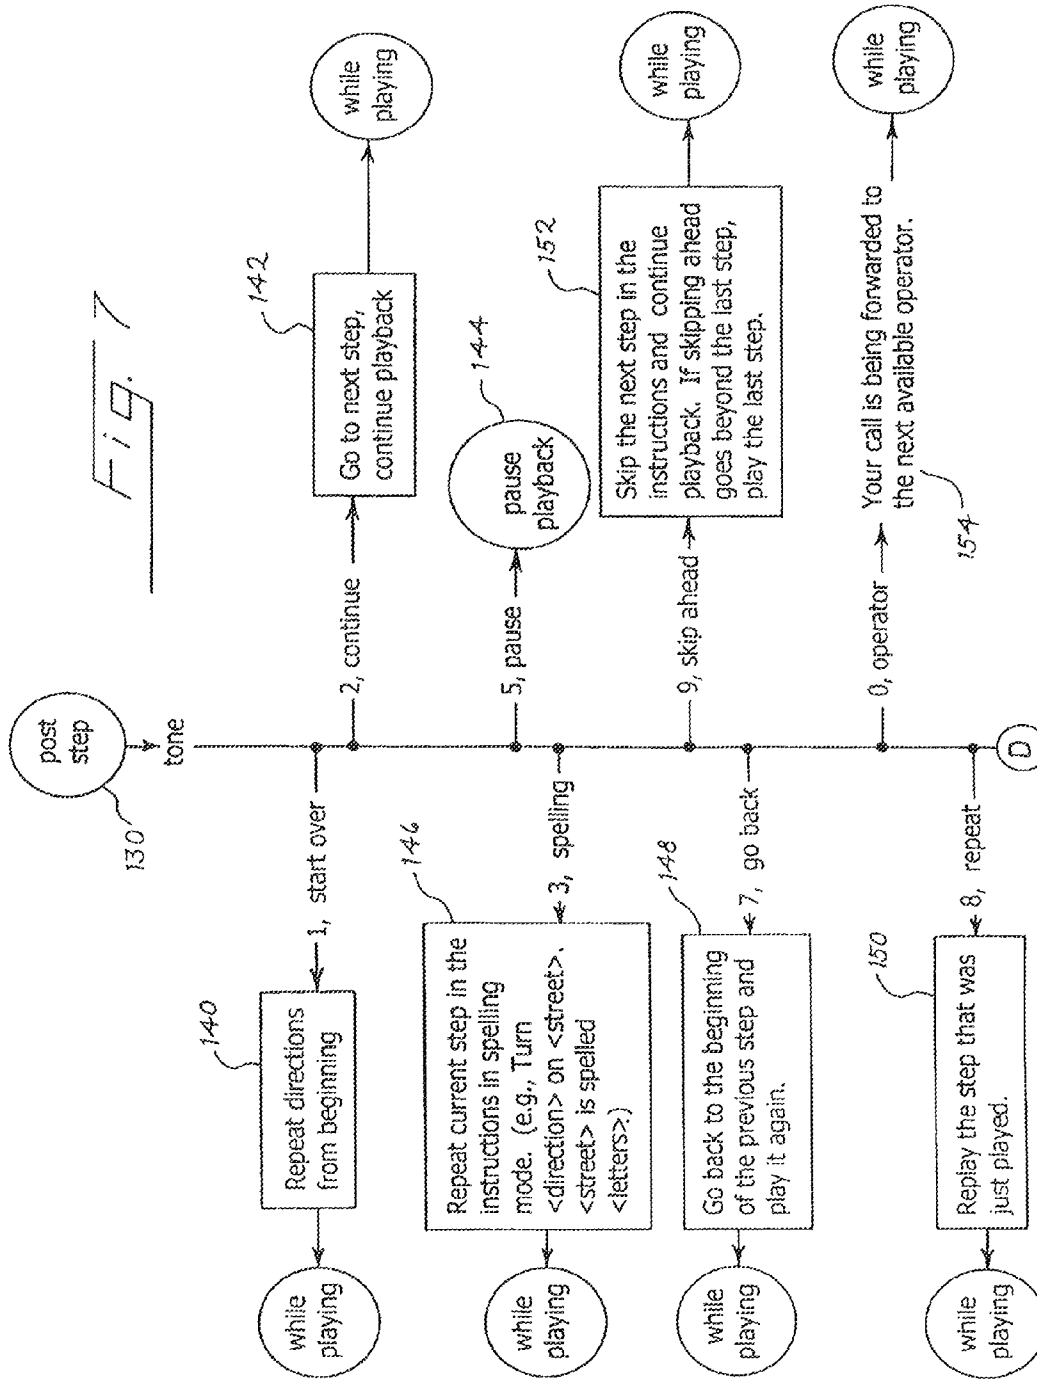 Fig. 7
post
step
130
tone
1, start over
140
Repeat directions
from beginning
while
playing
2, continue
142
Go to next step,
continue playback
while
playing
5, pause
144
pause
playback
3, spelling
146
Repeat current step in the
instructions in spelling
mode. (e.g., Turn
<direction> on <street>.
<street> is spelled
<letters>.)
while
playing
9, skip ahead
152
Skip the next step in the
instructions and continue
playback. If skipping ahead
goes beyond the last step,
play the last step.
while
playing
7, go back
148
Go back to the beginning
of the previous step and
play it again.
while
playing
0, operator
Your call is being forwarded to
the next available operator.
154
while
playing
8, repeat
150
Replay the step that was
just played.
while
playing
D